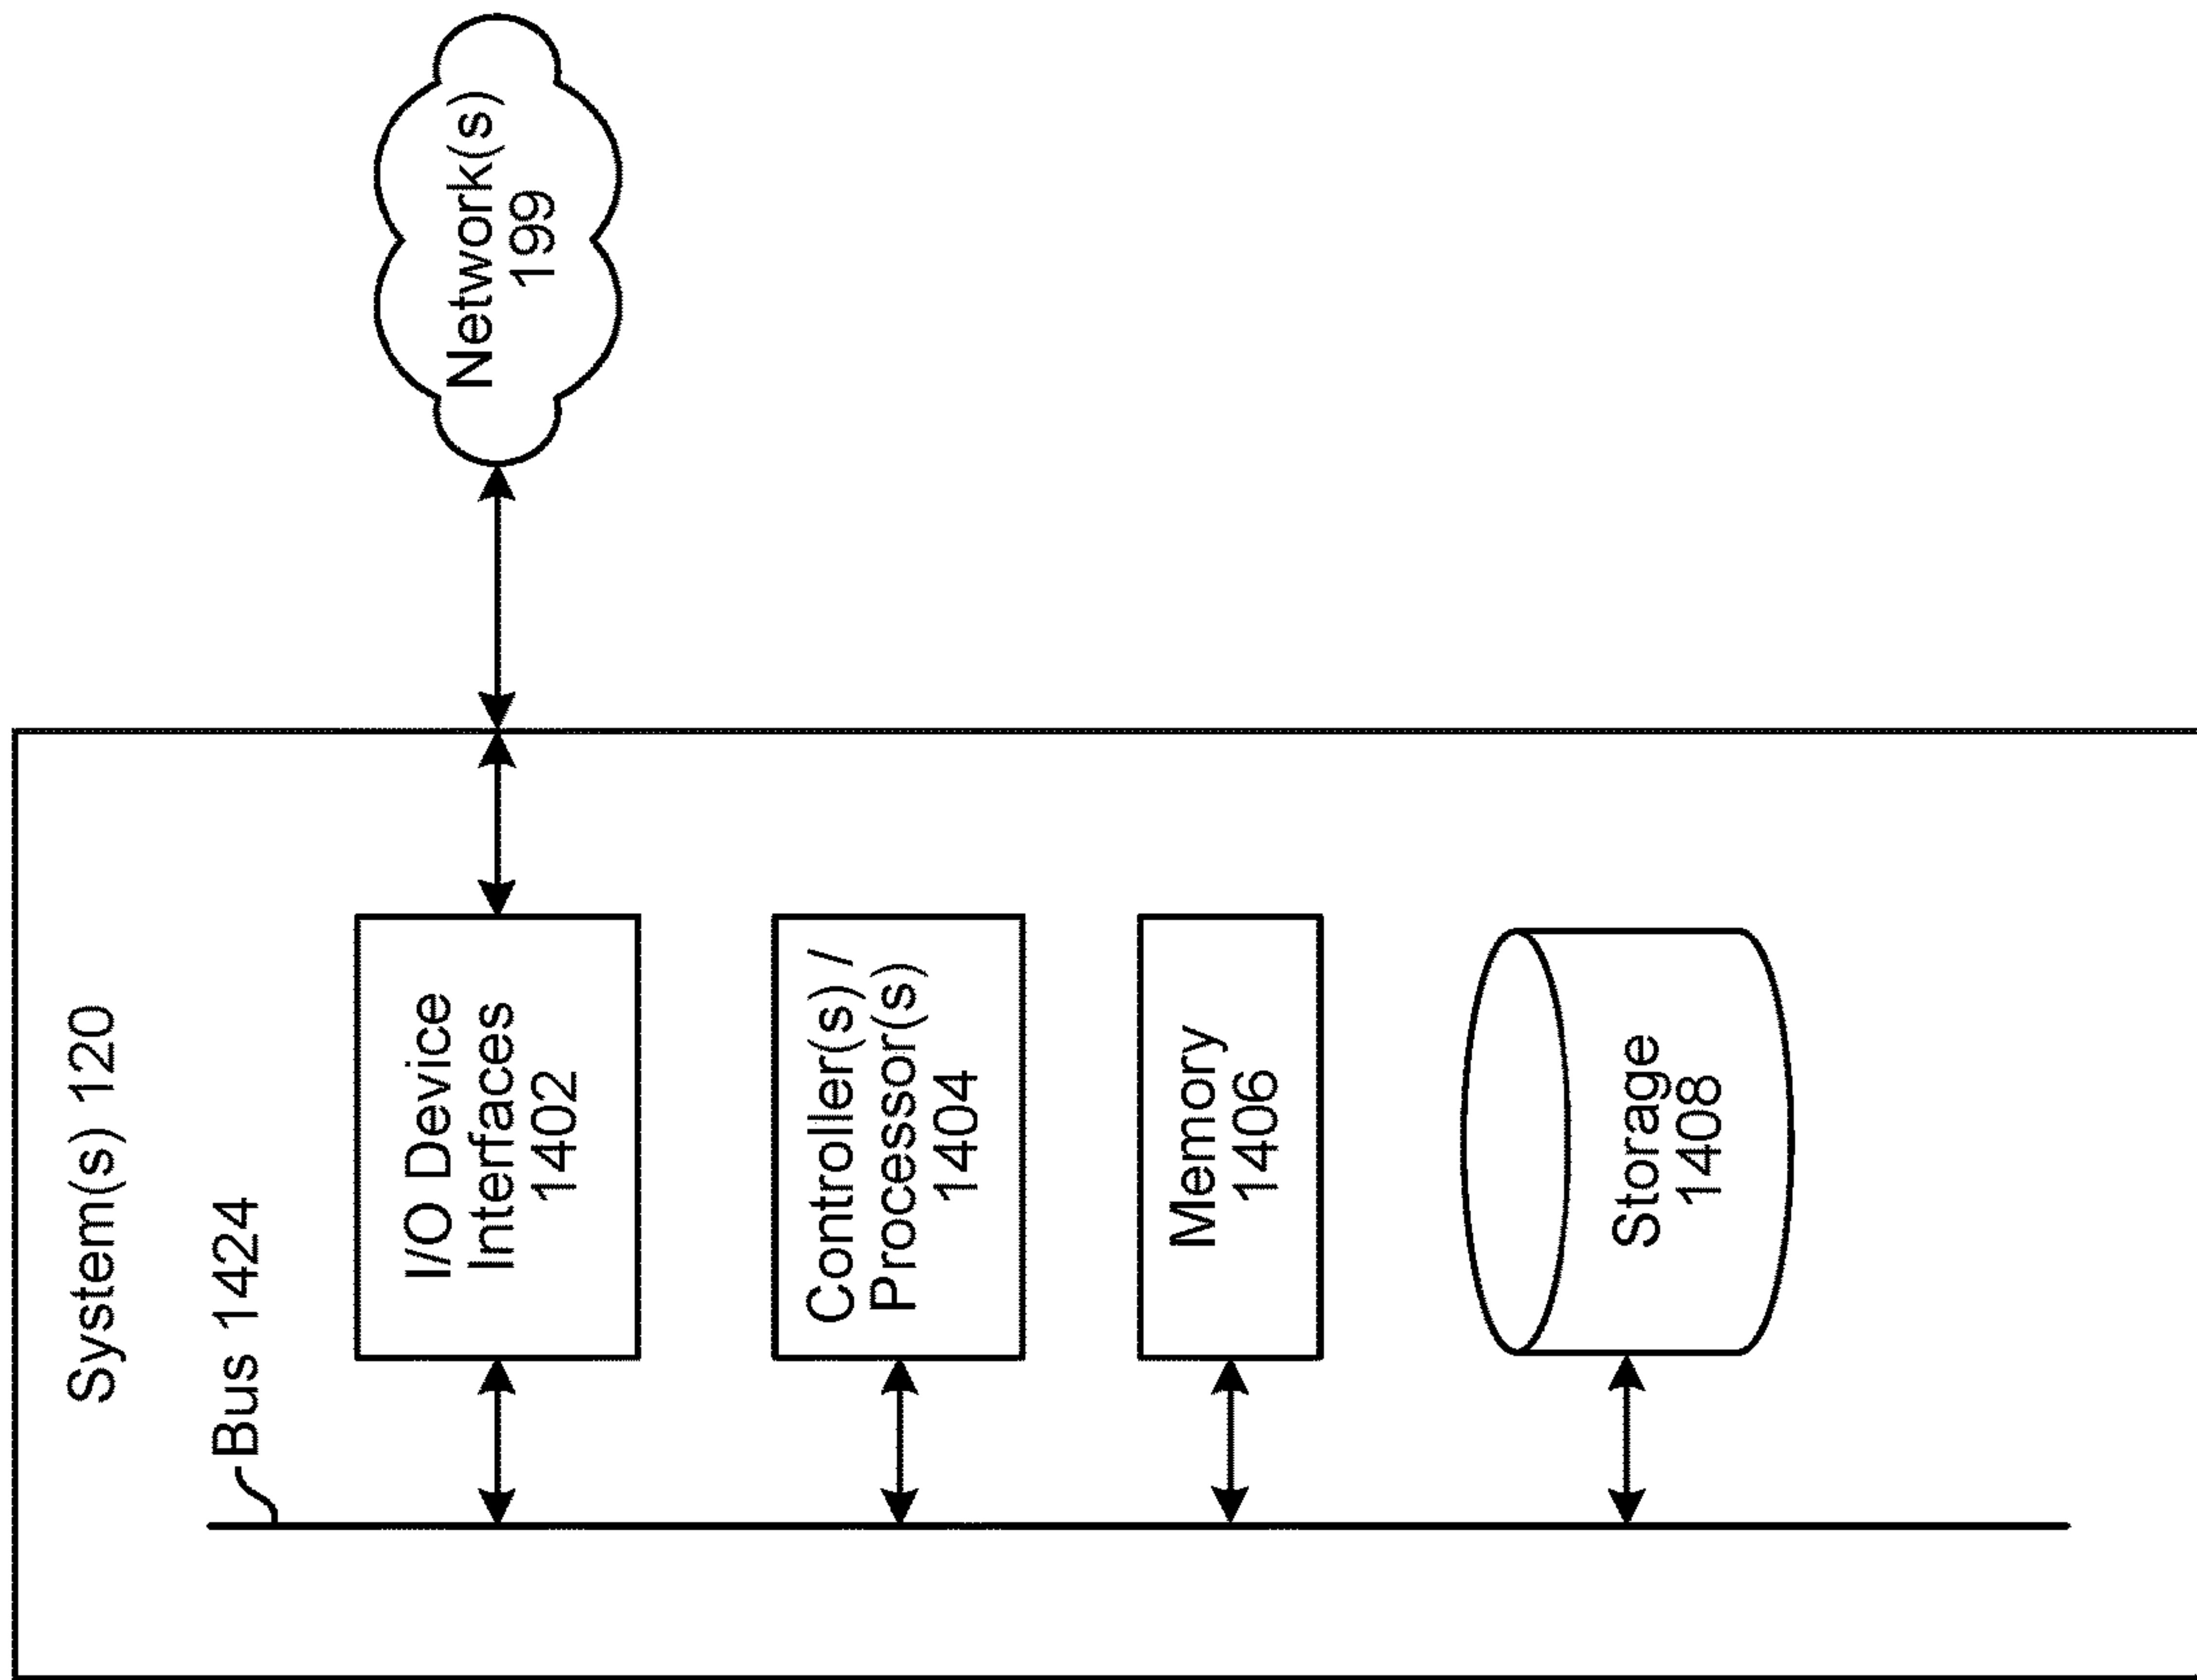 System(s) 120
Bus 1424
I/O Device
Interfaces
1402
Controller(s) /
Processor(s)
1404
Memory
1406
Storage
1408
Network(s)
199